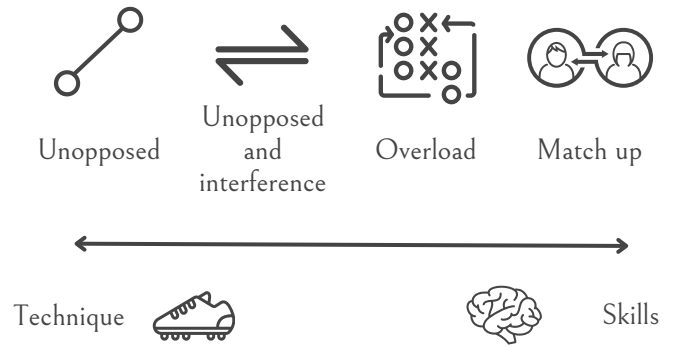 Unopposed
Unopposed
and
interference
Overload
Match up
Technique
Skills